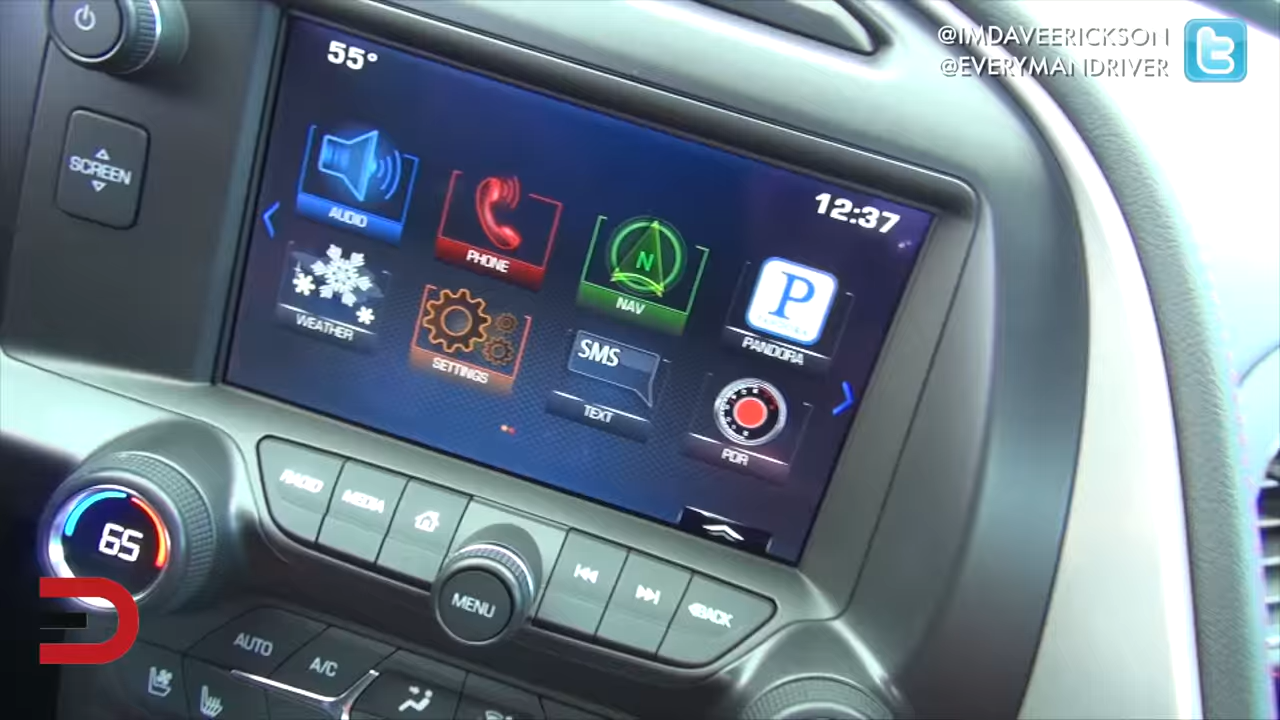 @IMDAVEERICKSON
@EVERYMANDRIVER
55°
12:37
SCREEN
AUDIO
PHONE
N
NAV
P
PANDORA
PANDORA
WEATHER
SETTINGS
SMS
TEXT
PDR
RADIO
MEDIA
MENU
BACK
65
AUTO
A/C